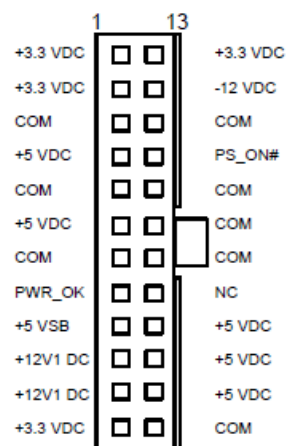 1 13
+3.3 VDC +3.3 VDC
+3.3 VDC -12 VDC
COM COM
+5 VDC PS_ON#
COM COM
+5 VDC COM
COM COM
PWR_OK NC
+5 VSB +5 VDC
+12V1 DC +5 VDC
+12V1 DC +5 VDC
+3.3 VDC COM